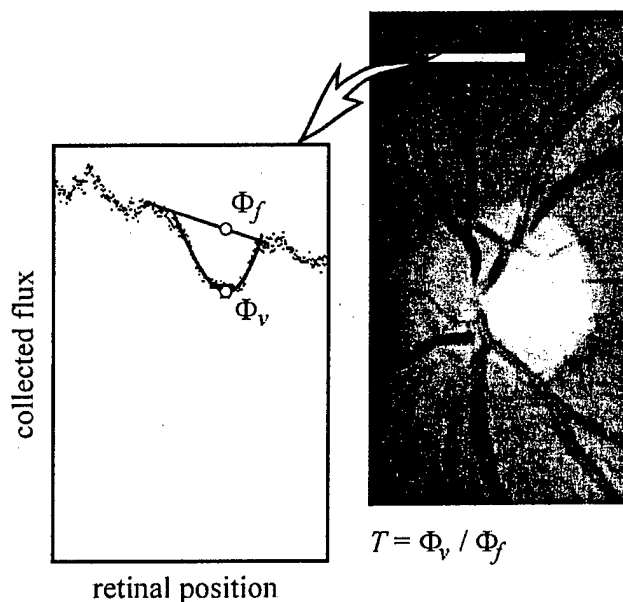 Φf
Φv
collected flux
retinal position
T = Φv / Φf